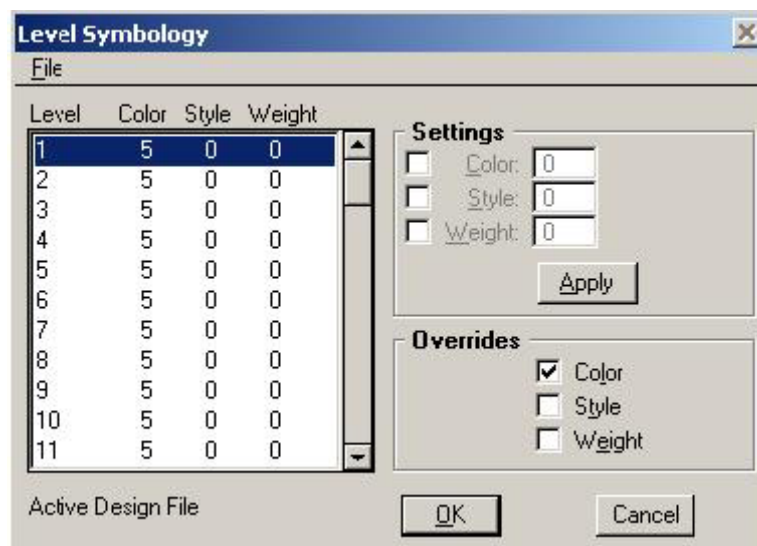 Level Symbology
File
Level Color Style Weight
1 5 0 0
2 5 0 0
3 5 0 0
4 5 0 0
5 5 0 0
6 5 0 0
7 5 0 0
8 5 0 0
9 5 0 0
10 5 0 0
11 5 0 0
Settings
Color: 0
Style: 0
Weight: 0
Apply
Overrides
Color
Style
Weight
Active Design File
OK
Cancel